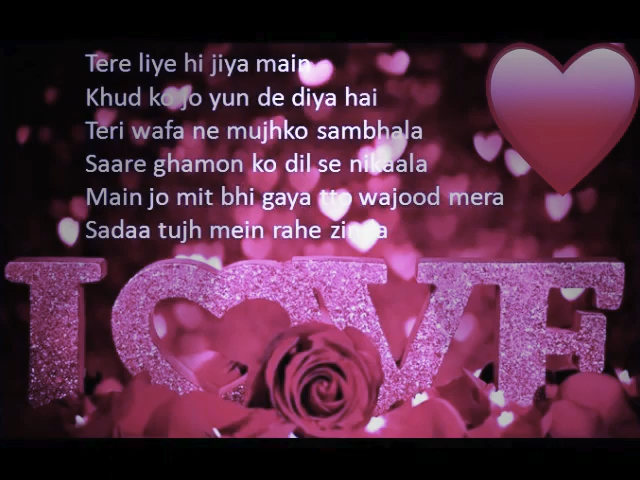 Tere liye hi jiya main
Khud ko jo yun de diya hai
Teri wafa ne mujhko sambhala
Saare ghamon ko dil se nikaala
Main jo mit bhi gaya tto wajood mera
Sadaa tujh mein rahe zinda
LOVE